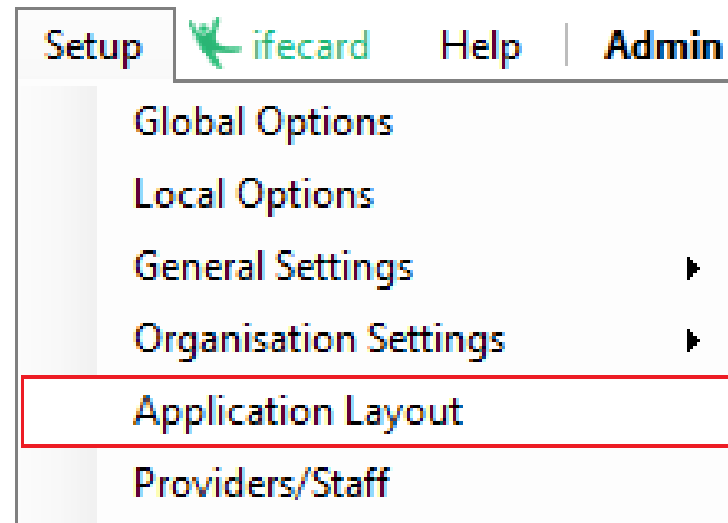 Setup ifecard Help Admin
Global Options
Local Options
General Settings
Organisation Settings
Application Layout
Providers/Staff